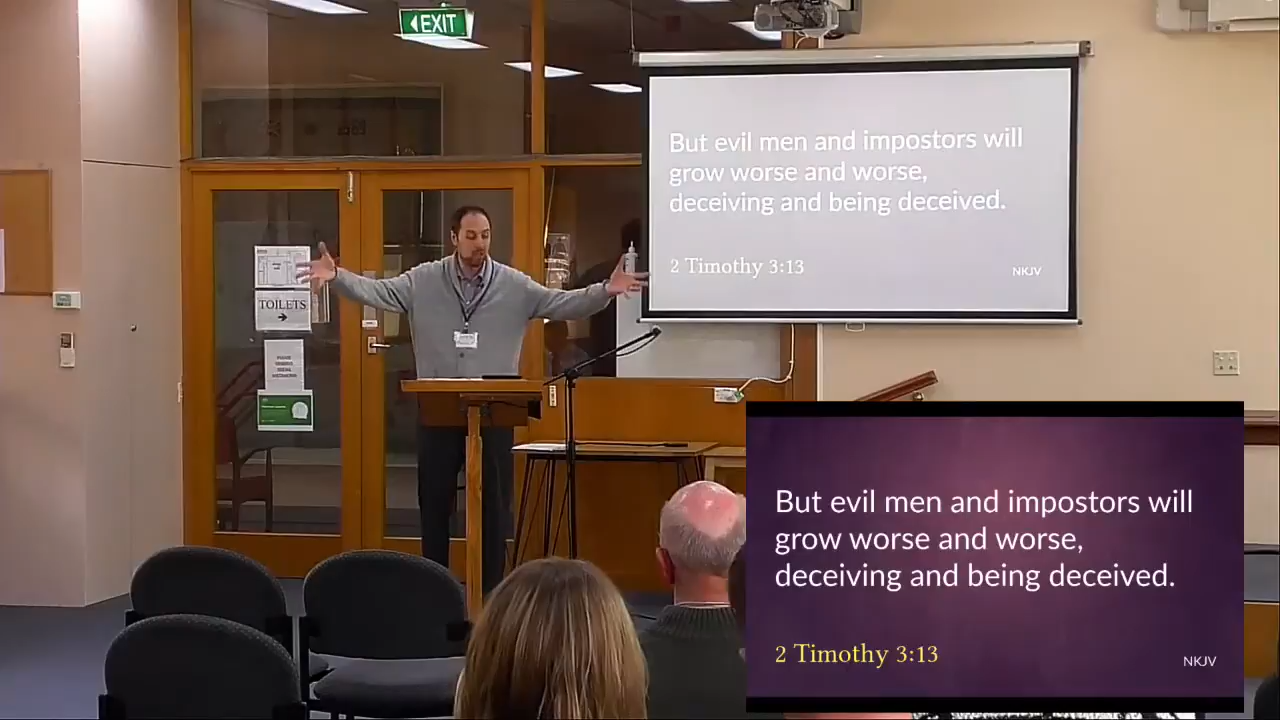 EXIT
But evil men and impostors will
grow worse and worse,
deceiving and being deceived.
2 Timothy 3:13
NKJV
TOILETS
But evil men and impostors will
grow worse and worse,
deceiving and being deceived.
2 Timothy 3:13
NKJV